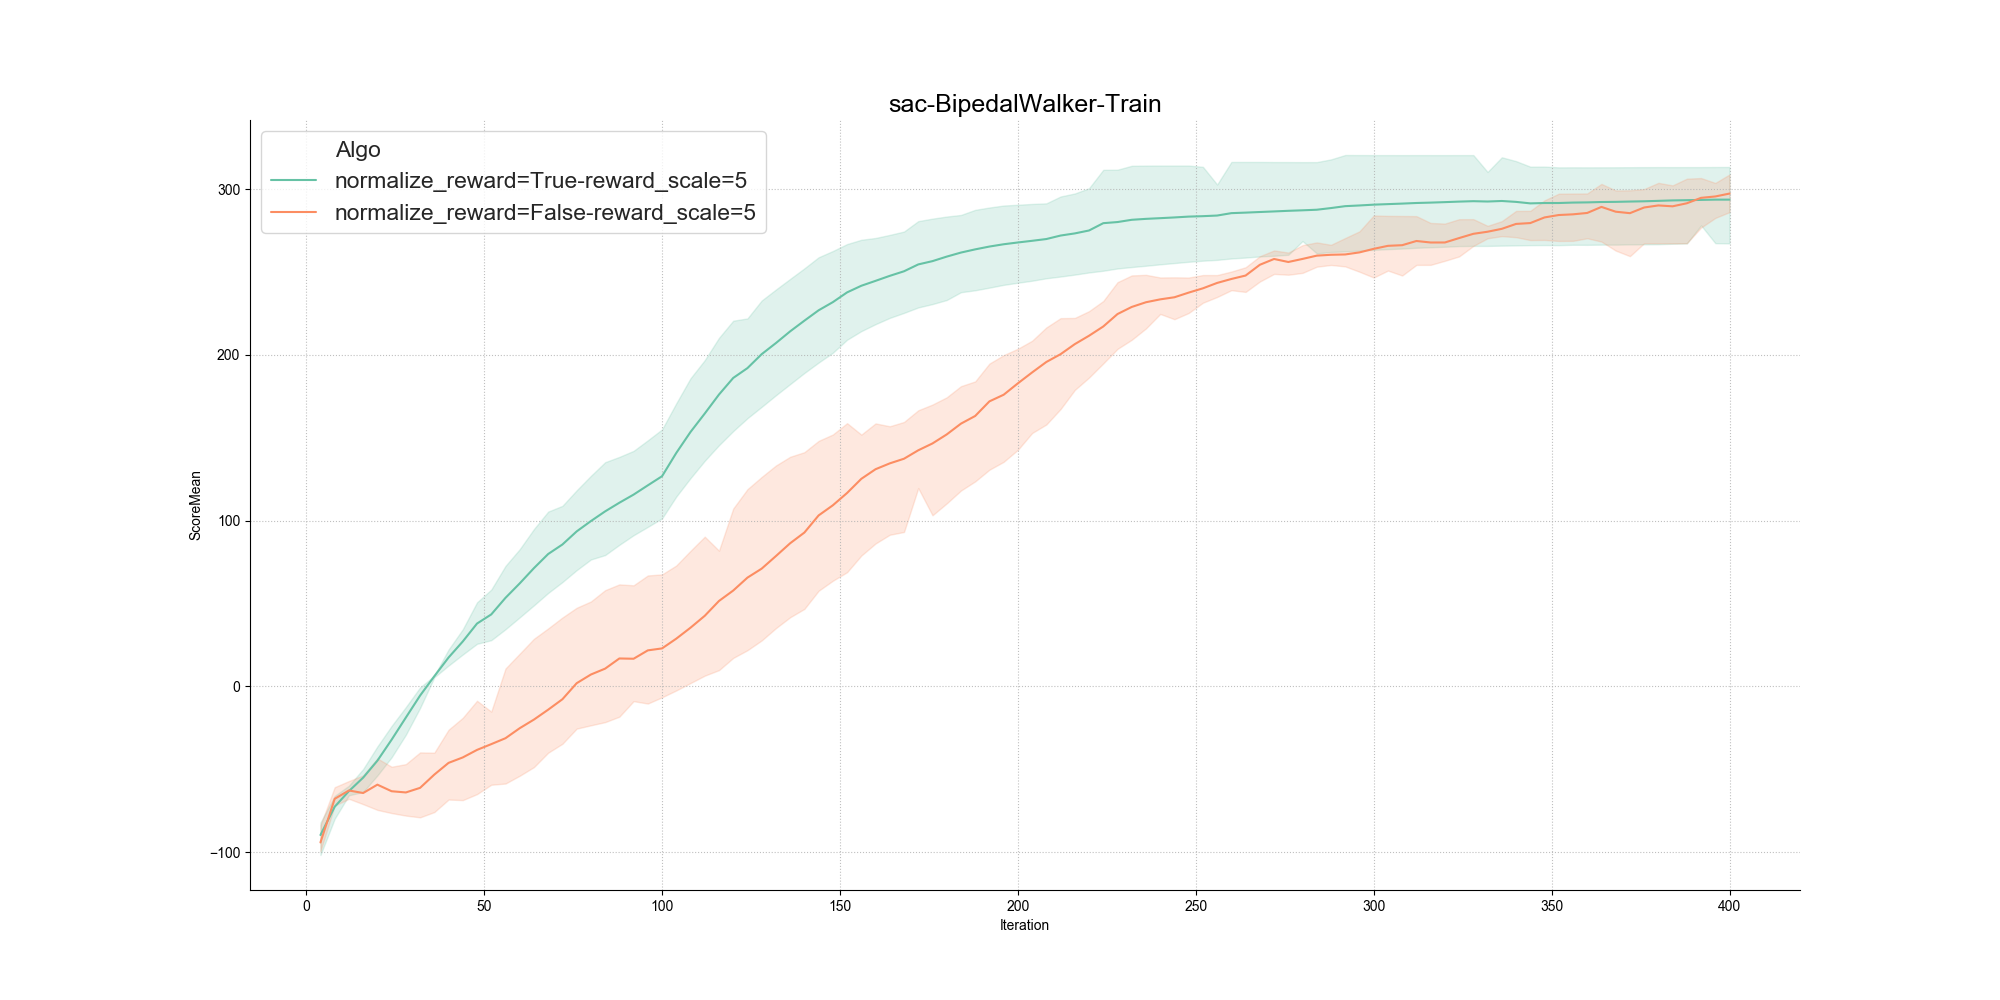 sac-BipedalWalker-Train
Algo
normalize_reward=True-reward_scale=5
normalize_reward=False-reward_scale=5
300
200
100
0
−100
ScoreMean
0 50 100 150 200 250 300 350 400
Iteration